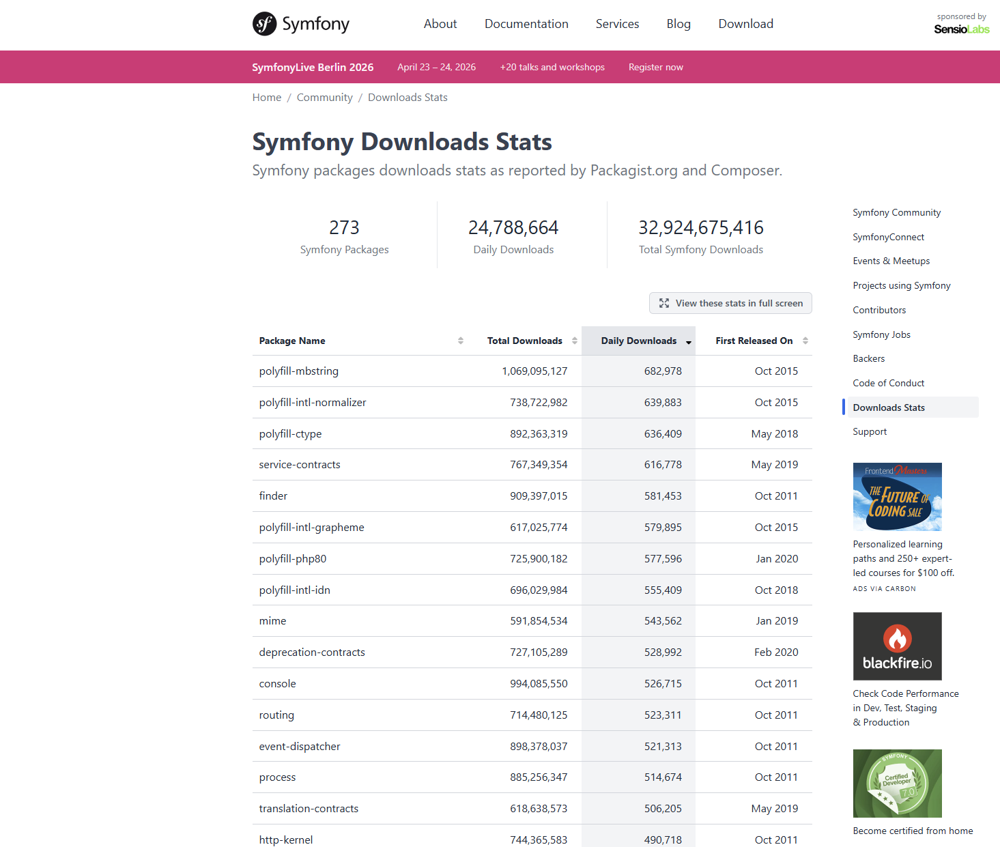 sf Symfony
About Documentation Services Blog Download
sponsored by
SensioLabs
SymfonyLive Berlin 2026 April 23 – 24, 2026 +20 talks and workshops Register now
Home / Community / Downloads Stats
Symfony Downloads Stats
Symfony packages downloads stats as reported by Packagist.org and Composer.
273 24,788,664 32,924,675,416
Symfony Packages Daily Downloads Total Symfony Downloads
View these stats in full screen
Package Name Total Downloads Daily Downloads First Released On
polyfill-mbstring 1,069,095,127 682,978 Oct 2015
polyfill-intl-normalizer 738,722,982 639,883 Oct 2015
polyfill-ctype 892,363,319 636,409 May 2018
service-contracts 767,349,354 616,778 May 2019
finder 909,397,015 581,453 Oct 2011
polyfill-intl-grapheme 617,025,774 579,895 Oct 2015
polyfill-php80 725,900,182 577,596 Jan 2020
polyfill-intl-idn 696,029,984 555,409 Oct 2018
mime 591,854,534 543,562 Jan 2019
deprecation-contracts 727,105,289 528,992 Feb 2020
console 994,085,550 526,715 Oct 2011
routing 714,480,125 523,311 Oct 2011
event-dispatcher 898,378,037 521,313 Oct 2011
process 885,256,347 514,674 Oct 2011
translation-contracts 618,638,573 506,205 May 2019
http-kernel 744,365,583 490,718 Oct 2011
Symfony Community
SymfonyConnect
Events & Meetups
Projects using Symfony
Contributors
Symfony Jobs
Backers
Code of Conduct
Downloads Stats
Support
Frontend Masters
THE FUTURE OF
CODING SALE
Personalized learning
paths and 250+ expert-
led courses for $100 off.
ADS VIA CARBON
blackfire.io
Check Code Performance
in Dev, Test, Staging
& Production
SYMFONY
Certified
Developer
7.0
Become certified from home